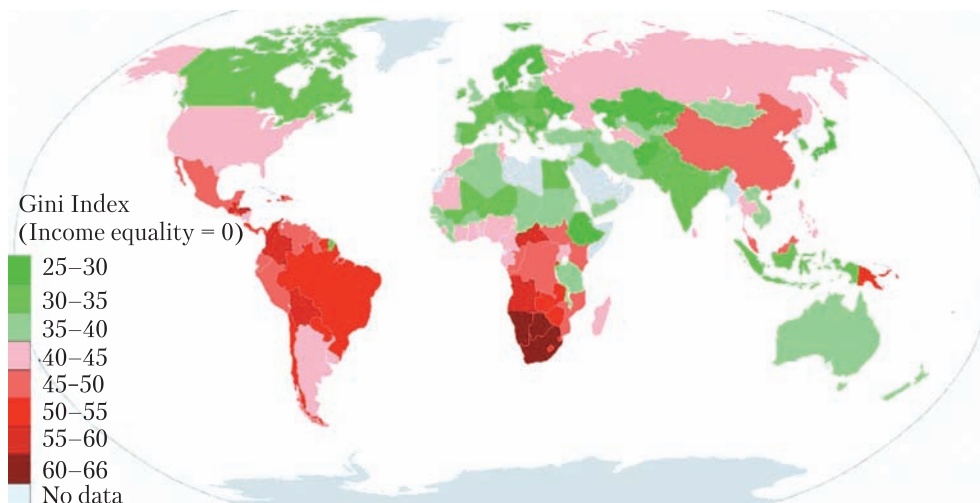 Gini Index
(Income equality = 0)
25–30
30–35
35–40
40–45
45-50
50–55
55–60
60–66
No data